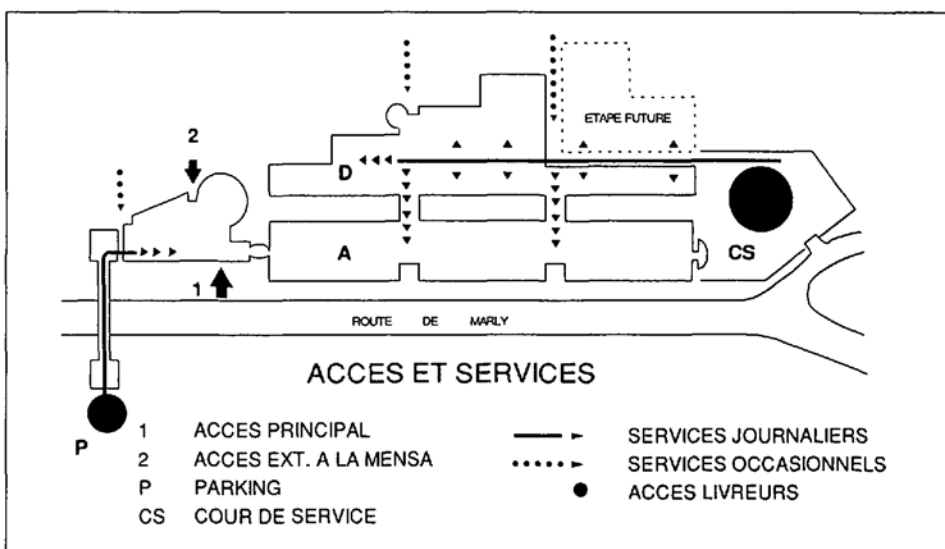 2
ETAPE FUTURE
D
A
CS
1
ROUTE DE MARLY
ACCES ET SERVICES
P
1 ACCES PRINCIPAL
2 ACCES EXT. A LA MENSA
P PARKING
CS COUR DE SERVICE
SERVICES JOURNALIERS
SERVICES OCCASIONNELS
ACCES LIVREURS